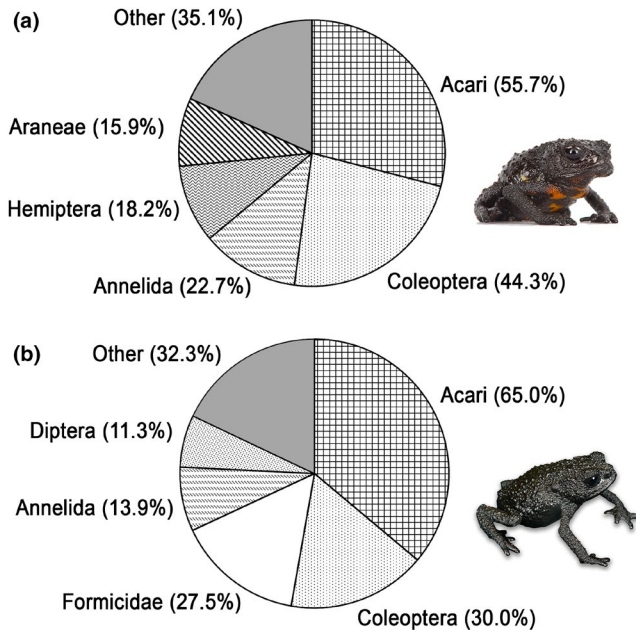 (a)
Other (35.1%)
Acari (55.7%)
Araneae (15.9%)
Hemiptera (18.2%)
Annelida (22.7%)
Coleoptera (44.3%)
(b)
Other (32.3%)
Acari (65.0%)
Diptera (11.3%)
Annelida (13.9%)
Formicidae (27.5%)
Coleoptera (30.0%)